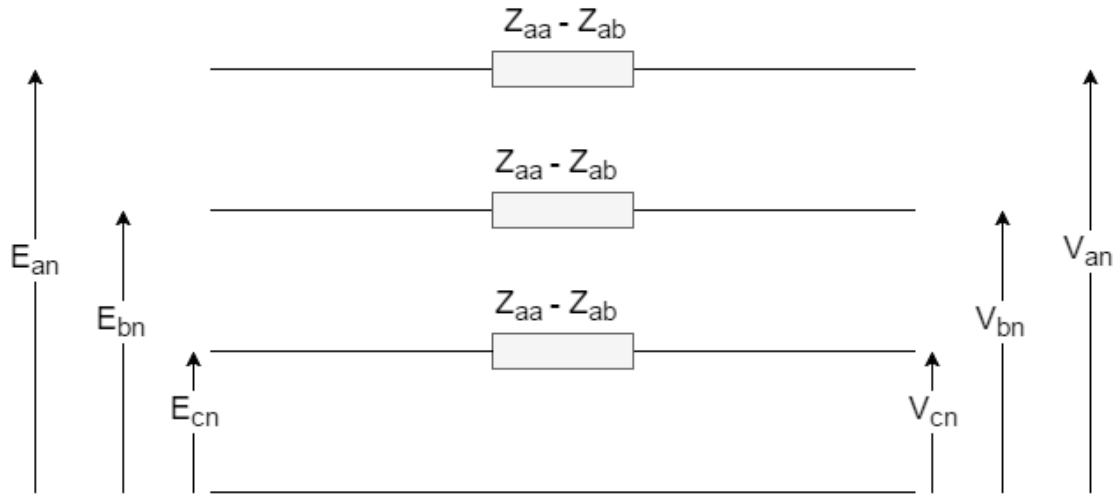 Zaa - Zab
Zaa - Zab
Ean
Van
Zaa - Zab
Ebn
Vbn
Ecn
Vcn